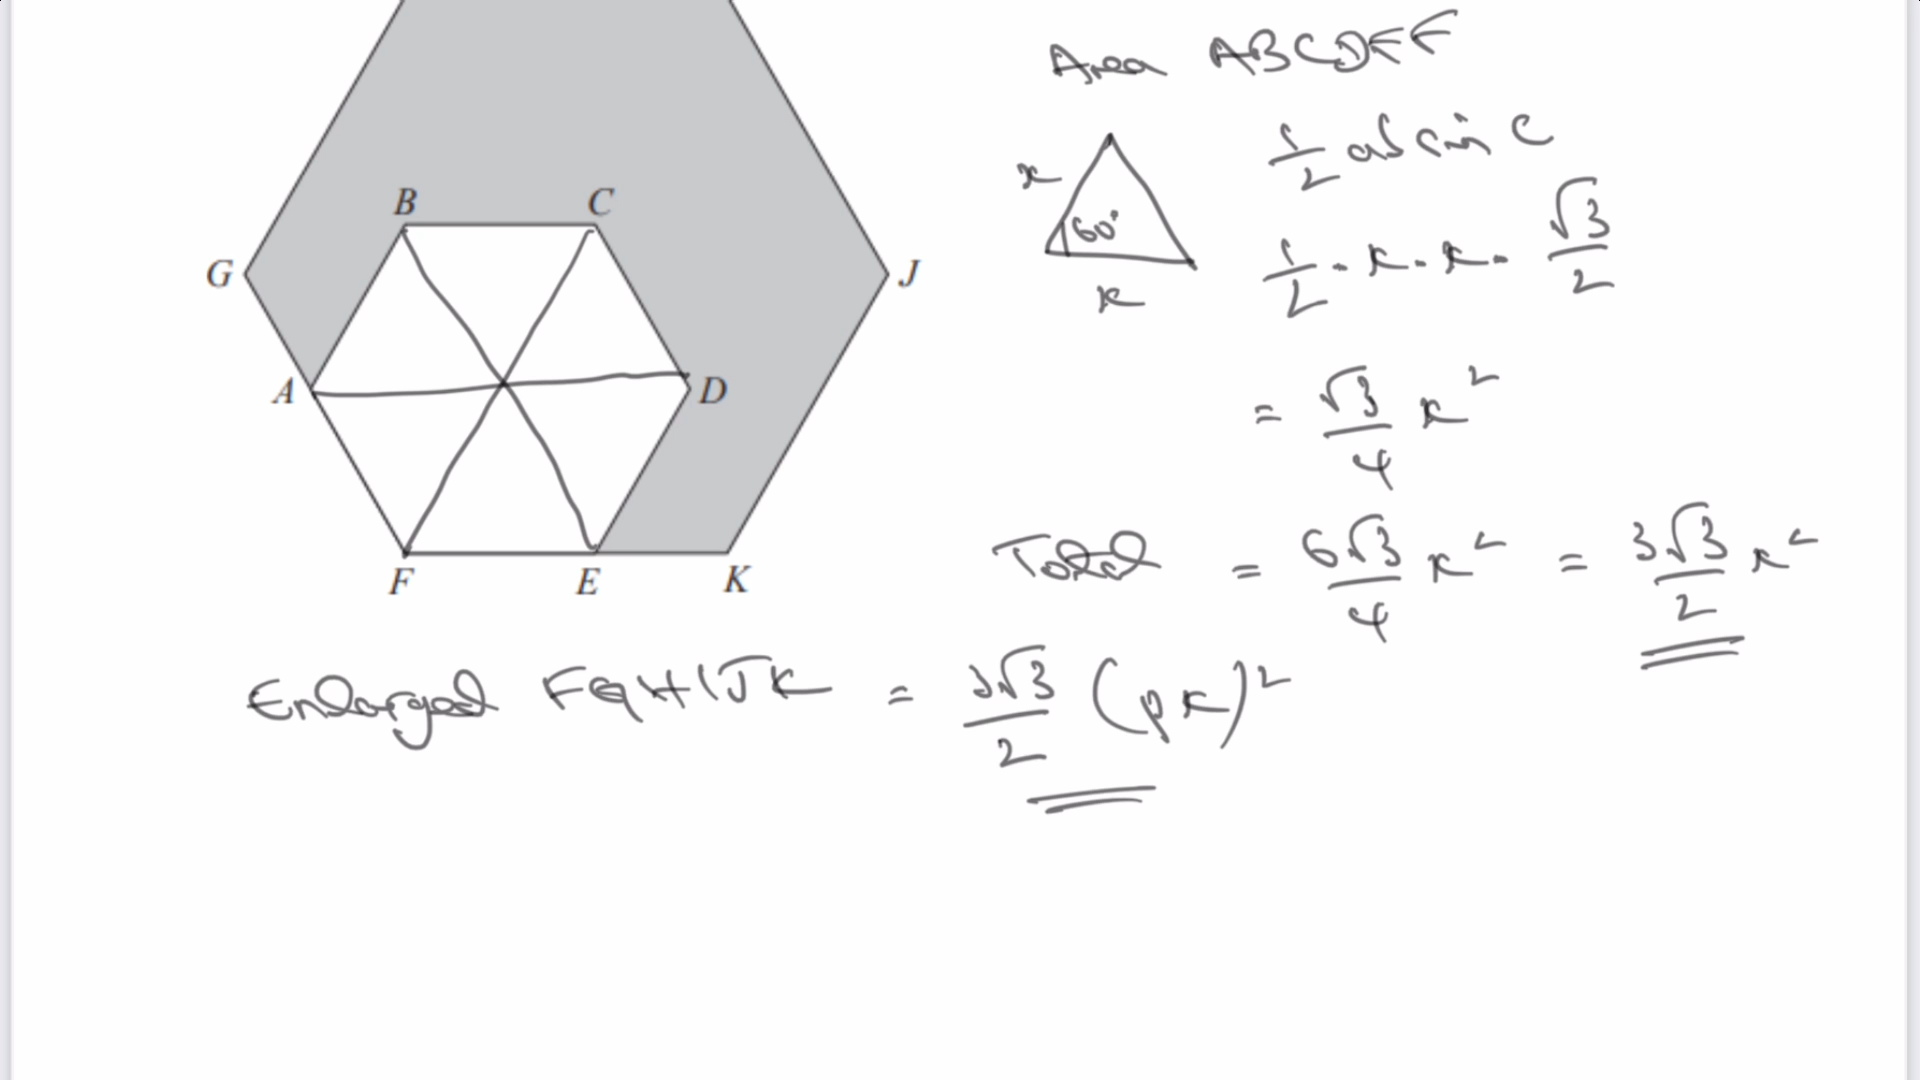 Area ABCDEF
1/2 ab sin C
B C
x
60°
G J
1/2 · x · x · √3/2
x
A D
= √3/4 x²
Total = 6√3/4 x² = 3√3/2 x²
F E K
Enlarged FGHIJK = 3√3/2 (px)²